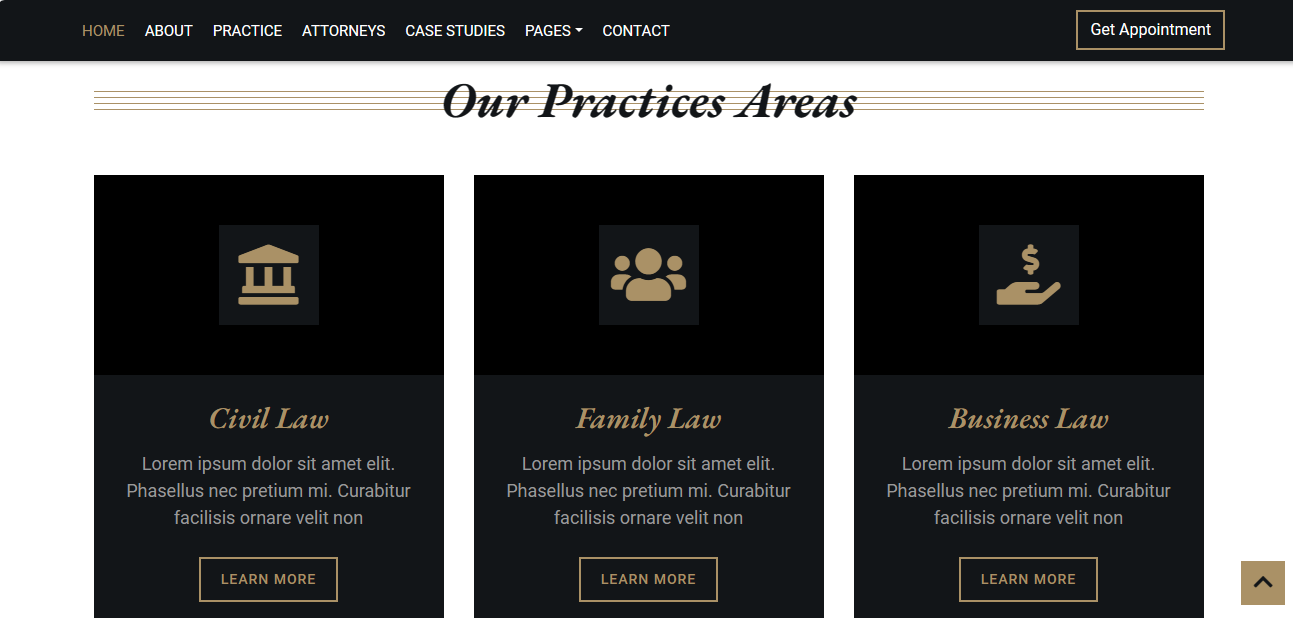 HOME ABOUT PRACTICE ATTORNEYS CASE STUDIES PAGES CONTACT Get Appointment
Our Practices Areas
Civil Law
Lorem ipsum dolor sit amet elit.
Phasellus nec pretium mi. Curabitur
facilisis ornare velit non
LEARN MORE
Family Law
Lorem ipsum dolor sit amet elit.
Phasellus nec pretium mi. Curabitur
facilisis ornare velit non
LEARN MORE
Business Law
Lorem ipsum dolor sit amet elit.
Phasellus nec pretium mi. Curabitur
facilisis ornare velit non
LEARN MORE